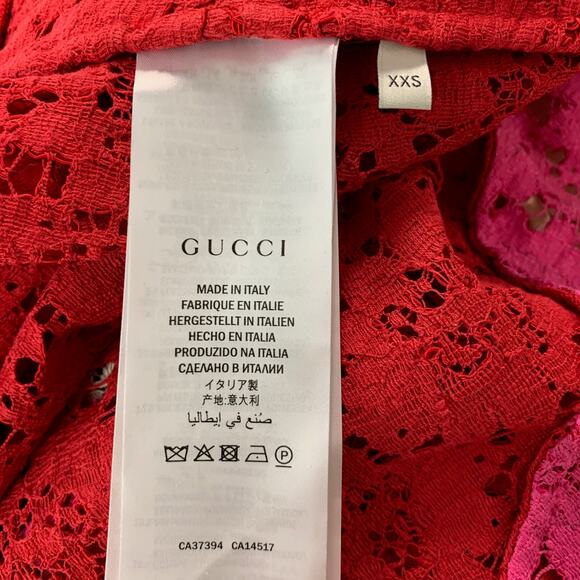 XXS
GUCCI
MADE IN ITALY
FABRIQUE EN ITALIE
HERGESTELLT IN ITALIEN
HECHO EN ITALIA
PRODUZIDO NA ITALIA
СДЕЛАНО В ИТАЛИИ
イタリア製
产地:意大利
صُنع في إيطاليا
P
CA37394 CA14517